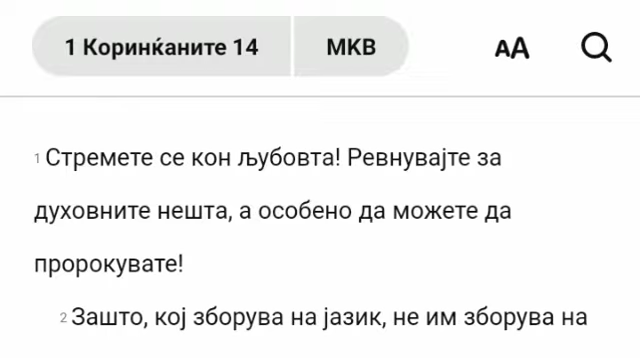 1 Коринќаните 14 MKB AA
1 Стремете се кон љубовта! Ревнувајте за
духовните нешта, а особено да можете да
пророкувате!
2 Зашто, кој зборува на јазик, не им зборува на